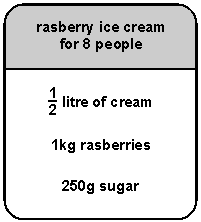 rasberry ice cream
for 8 people
1/2 litre of cream
1kg rasberries
250g sugar